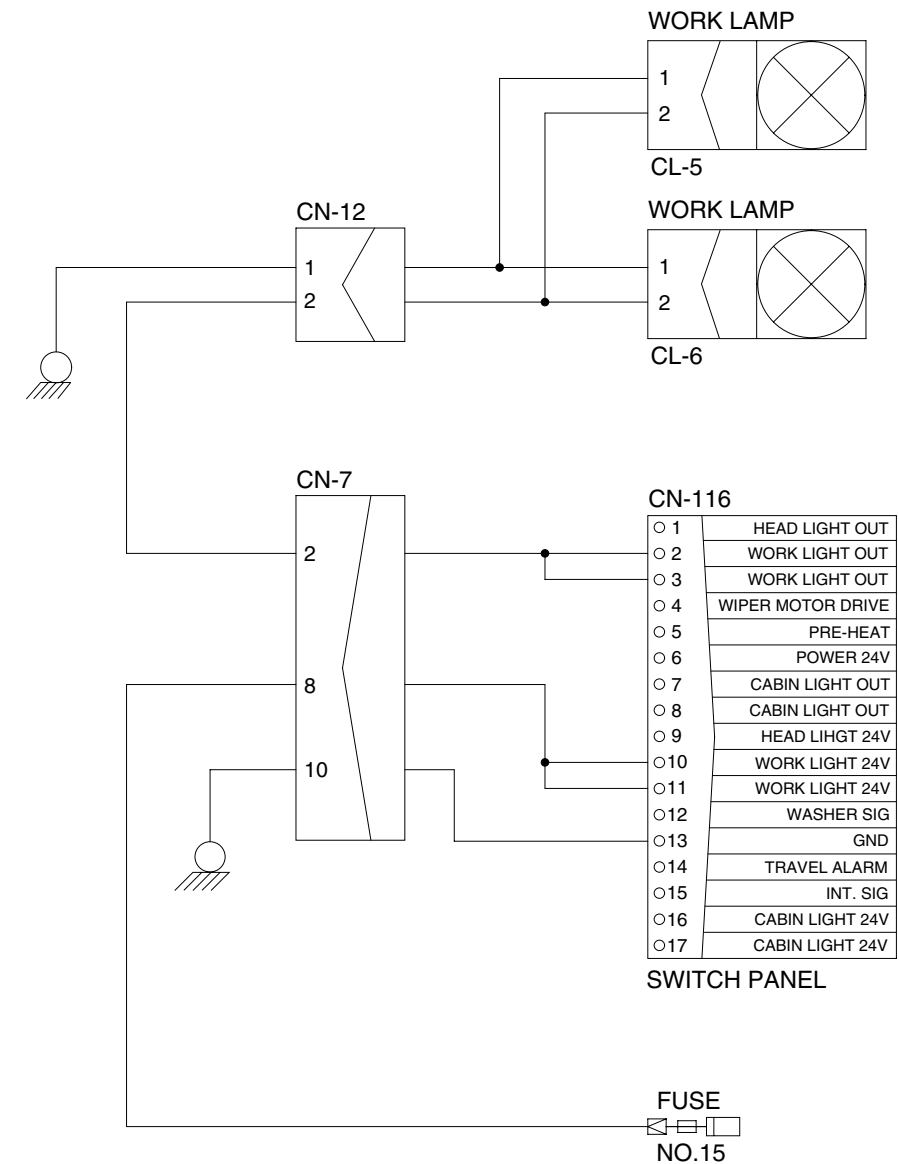 WORK LAMP
1
2
CL-5
WORK LAMP
1
2
CL-6
CN-12
1
2
CN-7
2
8
10
CN-116
1 HEAD LIGHT OUT
2 WORK LIGHT OUT
3 WORK LIGHT OUT
4 WIPER MOTOR DRIVE
5 PRE-HEAT
6 POWER 24V
7 CABIN LIGHT OUT
8 CABIN LIGHT OUT
9 HEAD LIHGT 24V
10 WORK LIGHT 24V
11 WORK LIGHT 24V
12 WASHER SIG
13 GND
14 TRAVEL ALARM
15 INT. SIG
16 CABIN LIGHT 24V
17 CABIN LIGHT 24V
SWITCH PANEL
FUSE
NO.15